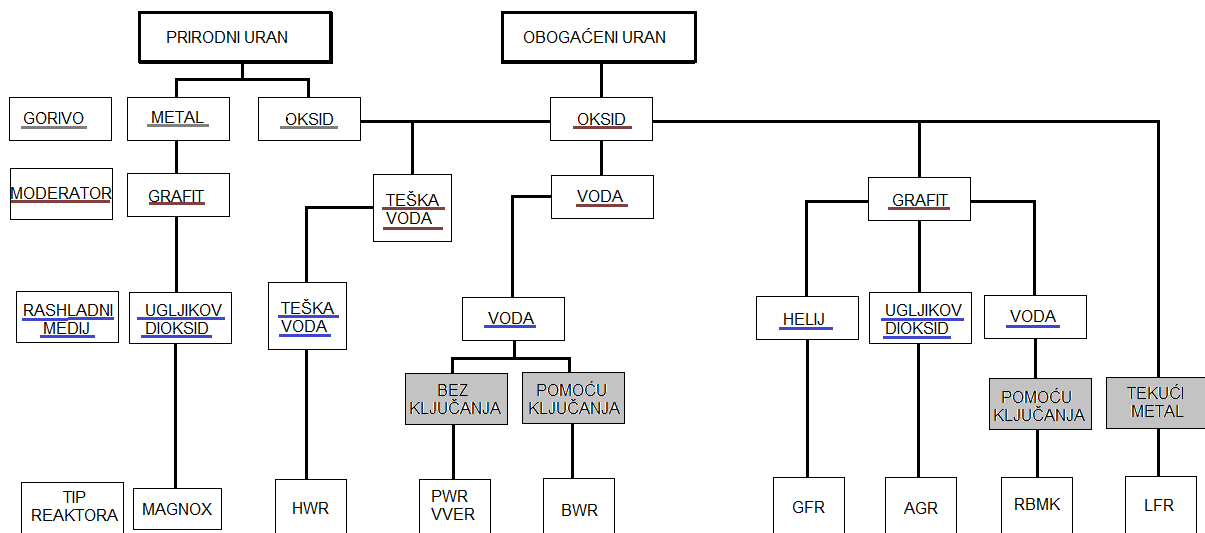 PRIRODNI URAN
OBOGAĆENI URAN
GORIVO
METAL
OKSID
OKSID
MODERATOR
GRAFIT
TEŠKA
VODA
VODA
GRAFIT
RASHLADNI
MEDIJ
UGLJIKOV
DIOKSID
TEŠKA
VODA
VODA
HELIJ
UGLJIKOV
DIOKSID
VODA
BEZ
KLJUČANJA
POMOĆU
KLJUČANJA
POMOĆU
KLJUČANJA
TEKUĆI
METAL
TIP
REAKTORA
MAGNOX
HWR
PWR
VVER
BWR
GFR
AGR
RBMK
LFR